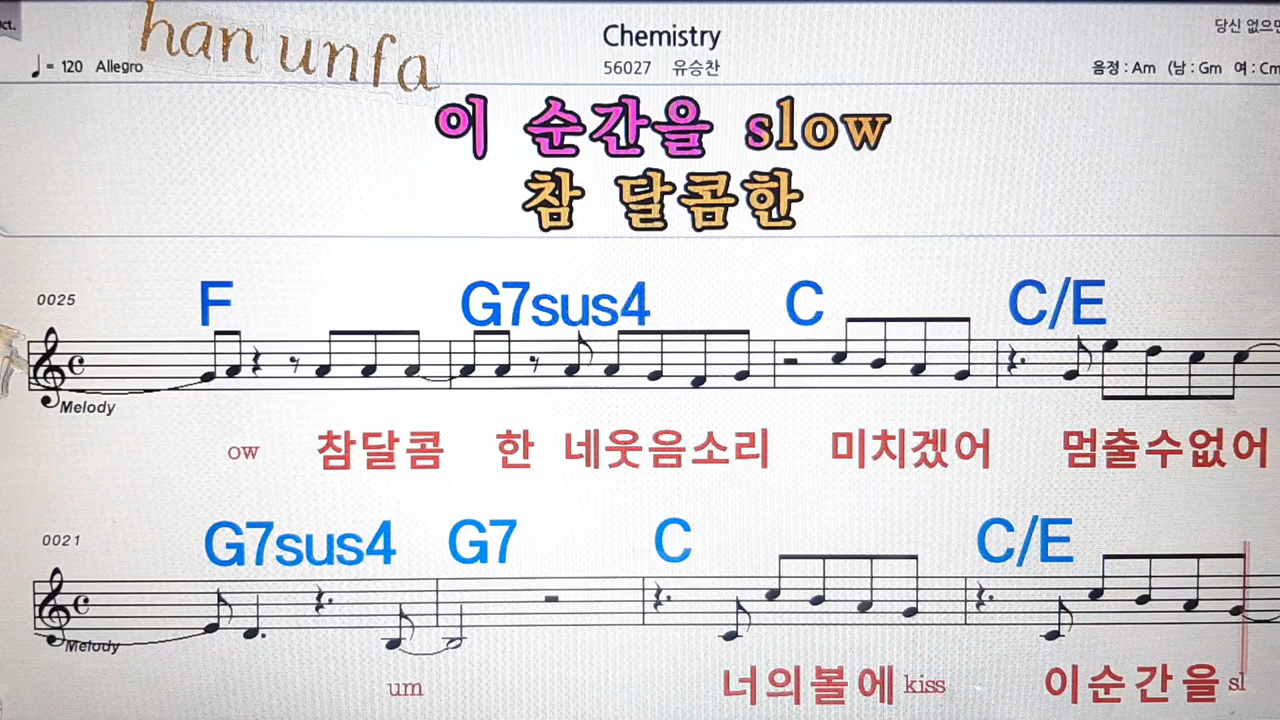 ct.
han unfa
Chemistry
당신 없으면
♩= 120 Allegro
56027 유승찬
음정 : Am (남 : Gm 여 : Cm
이 순간을 slow
참 달콤한
0025
F G7sus4 C C/E
Melody
ow 참달콤 한 네웃음소리 미치겠어 멈출수없어
0021
G7sus4 G7 C C/E
Melody
um 너의볼에 kiss 이순간을 sl